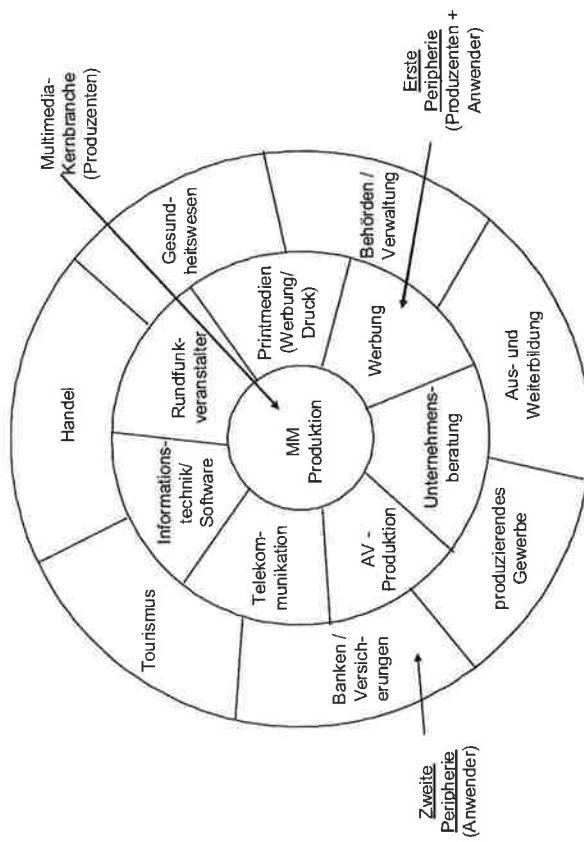 Multimedia-
Kernbranche
(Produzenten)
Handel
Gesund-
heitswesen
Tourismus
Rundfunk-
veranstalter
Informations-
technik/
Software
Printmedien
(Werbung/
Druck)
Behörden /
Verwaltung
Telekom-
munikation
MM
Produktion
Werbung
Erste
Peripherie
(Produzenten +
Anwender)
Banken /
Versich-
erungen
AV -
Produktion
Unternehmens-
beratung
Aus- und
Weiterbildung
produzierendes
Gewerbe
Zweite
Peripherie
(Anwender)